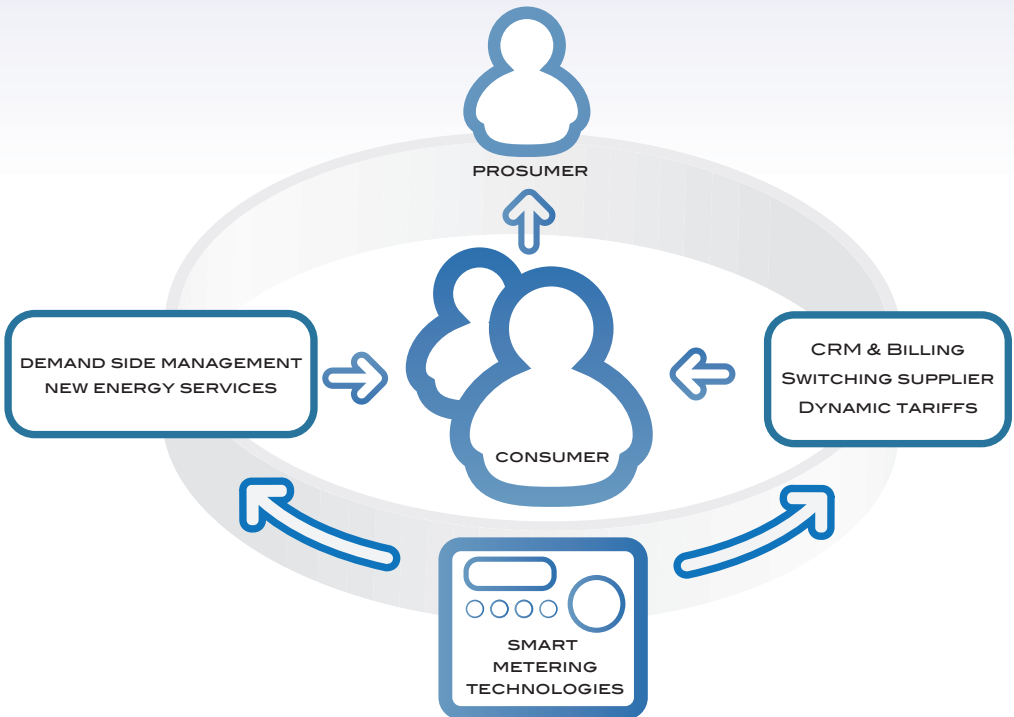 PROSUMER
DEMAND SIDE MANAGEMENT
NEW ENERGY SERVICES
CRM & BILLING
SWITCHING SUPPLIER
DYNAMIC TARIFFS
CONSUMER
SMART
METERING
TECHNOLOGIES